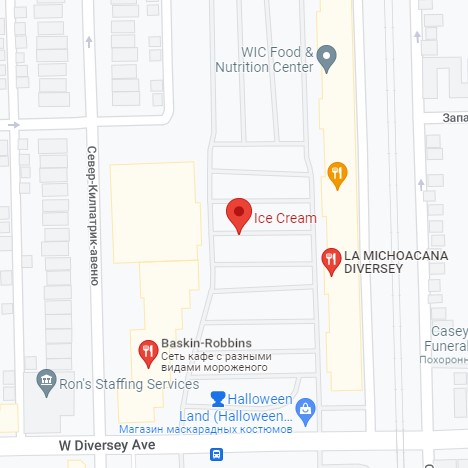 WIC Food &
Nutrition Center
Запа
Север-Килпатрик-авеню
Ice Cream
LA MICHOACANA
DIVERSEY
Baskin-Robbins
Сеть кафе с разными
видами мороженого
Casey
Funeral
Похоронн
Ron's Staffing Services
Halloween
Land (Halloween...
Магазин маскарадных костюмов
W Diversey Ave